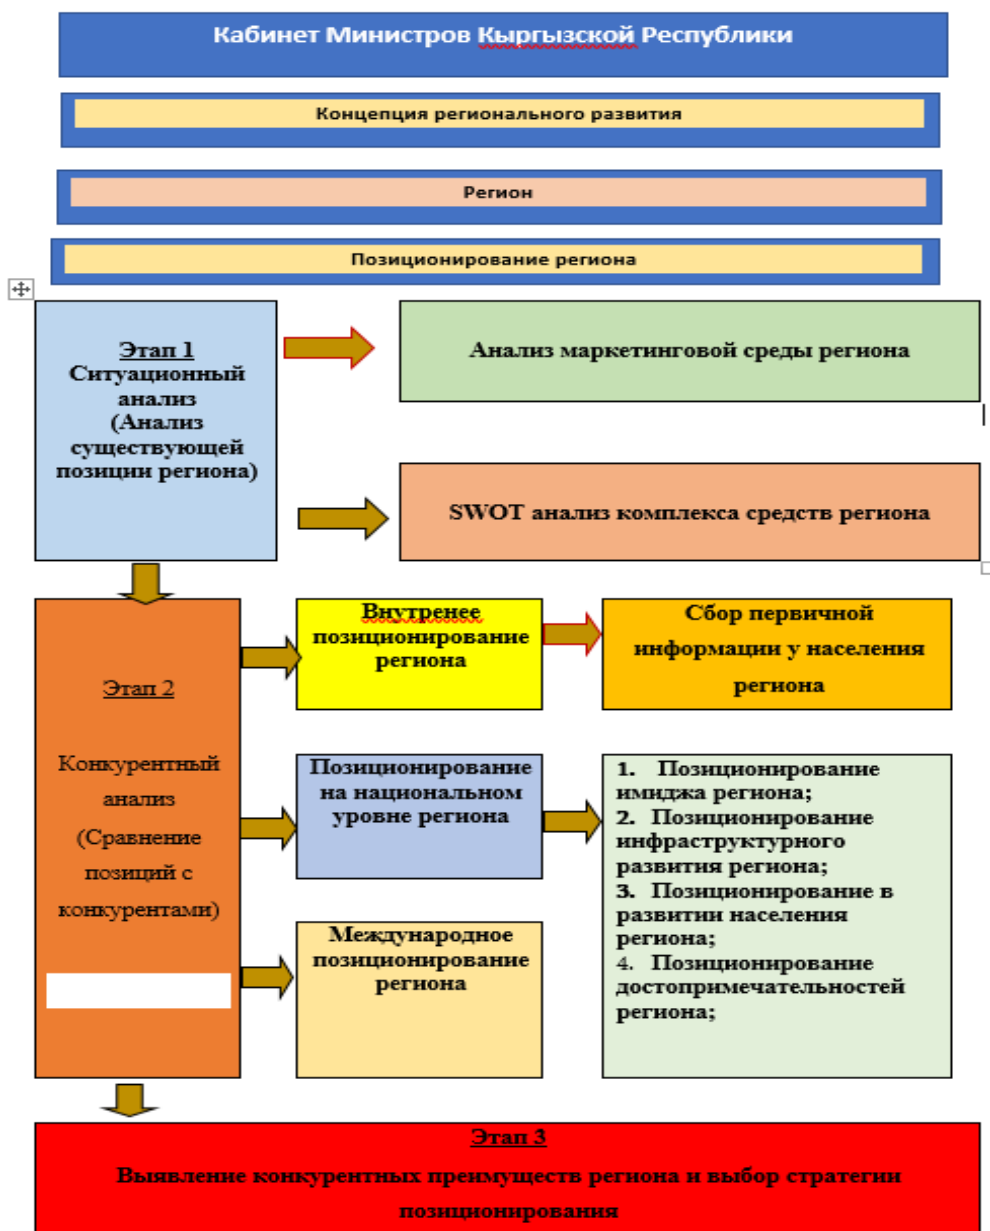 Кабинет Министров Кыргызской Республики
Концепция регионального развития
Регион
Позиционирование региона
Этап 1
Ситуационный
анализ
(Анализ
существующей
позиции региона)
Анализ маркетинговой среды региона
SWOT анализ комплекса средств региона
Этап 2
Конкурентный
анализ
(Сравнение
позиций с
конкурентами)
Внутренее
позиционирование
региона
Сбор первичной
информации у населения
региона
Позиционирование
на национальном
уровне региона
1. Позиционирование
имиджа региона;
2. Позиционирование
инфраструктурного
развития региона;
3. Позиционирование в
развитии населения
региона;
4. Позиционирование
достопримечательностей
региона;
Международное
позиционирование
региона
Этап 3
Выявление конкурентных преимуществ региона и выбор стратегии
позиционирования